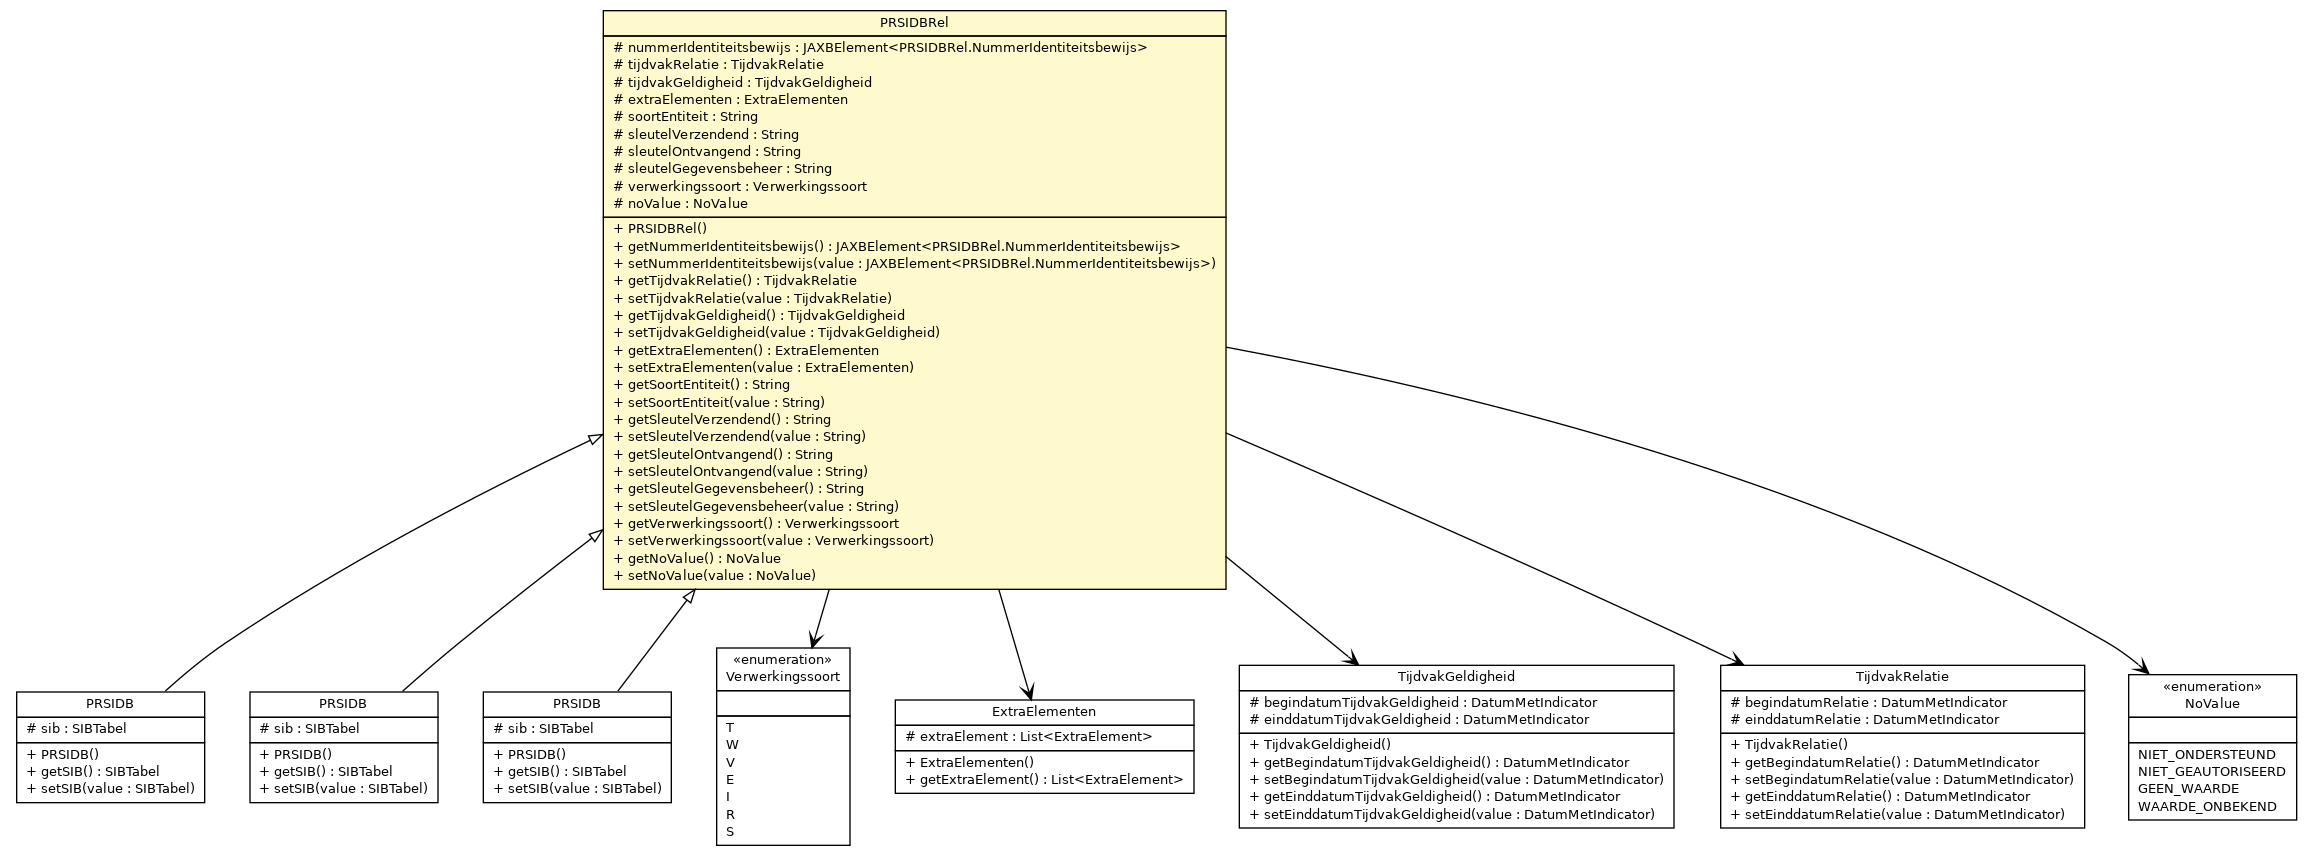 PRSIDBRel
# nummerIdentiteitsbewijs : JAXBElement<PRSIDBRel.NummerIdentiteitsbewijs>
# tijdvakRelatie : TijdvakRelatie
# tijdvakGeldigheid : TijdvakGeldigheid
# extraElementen : ExtraElementen
# soortEntiteit : String
# sleutelVerzendend : String
# sleutelOntvangend : String
# sleutelGegevensbeheer : String
# verwerkingssoort : Verwerkingssoort
# noValue : NoValue
+ PRSIDBRel()
+ getNummerIdentiteitsbewijs() : JAXBElement<PRSIDBRel.NummerIdentiteitsbewijs>
+ setNummerIdentiteitsbewijs(value : JAXBElement<PRSIDBRel.NummerIdentiteitsbewijs>)
+ getTijdvakRelatie() : TijdvakRelatie
+ setTijdvakRelatie(value : TijdvakRelatie)
+ getTijdvakGeldigheid() : TijdvakGeldigheid
+ setTijdvakGeldigheid(value : TijdvakGeldigheid)
+ getExtraElementen() : ExtraElementen
+ setExtraElementen(value : ExtraElementen)
+ getSoortEntiteit() : String
+ setSoortEntiteit(value : String)
+ getSleutelVerzendend() : String
+ setSleutelVerzendend(value : String)
+ getSleutelOntvangend() : String
+ setSleutelOntvangend(value : String)
+ getSleutelGegevensbeheer() : String
+ setSleutelGegevensbeheer(value : String)
+ getVerwerkingssoort() : Verwerkingssoort
+ setVerwerkingssoort(value : Verwerkingssoort)
+ getNoValue() : NoValue
+ setNoValue(value : NoValue)
PRSIDB
# sib : SIBTabel
+ PRSIDB()
+ getSIB() : SIBTabel
+ setSIB(value : SIBTabel)
PRSIDB
# sib : SIBTabel
+ PRSIDB()
+ getSIB() : SIBTabel
+ setSIB(value : SIBTabel)
PRSIDB
# sib : SIBTabel
+ PRSIDB()
+ getSIB() : SIBTabel
+ setSIB(value : SIBTabel)
«enumeration»
Verwerkingssoort
T
W
V
E
I
R
S
ExtraElementen
# extraElement : List<ExtraElement>
+ ExtraElementen()
+ getExtraElement() : List<ExtraElement>
TijdvakGeldigheid
# begindatumTijdvakGeldigheid : DatumMetIndicator
# einddatumTijdvakGeldigheid : DatumMetIndicator
+ TijdvakGeldigheid()
+ getBegindatumTijdvakGeldigheid() : DatumMetIndicator
+ setBegindatumTijdvakGeldigheid(value : DatumMetIndicator)
+ getEinddatumTijdvakGeldigheid() : DatumMetIndicator
+ setEinddatumTijdvakGeldigheid(value : DatumMetIndicator)
TijdvakRelatie
# begindatumRelatie : DatumMetIndicator
# einddatumRelatie : DatumMetIndicator
+ TijdvakRelatie()
+ getBegindatumRelatie() : DatumMetIndicator
+ setBegindatumRelatie(value : DatumMetIndicator)
+ getEinddatumRelatie() : DatumMetIndicator
+ setEinddatumRelatie(value : DatumMetIndicator)
«enumeration»
NoValue
NIET_ONDERSTEUND
NIET_GEAUTORISEERD
GEEN_WAARDE
WAARDE_ONBEKEND